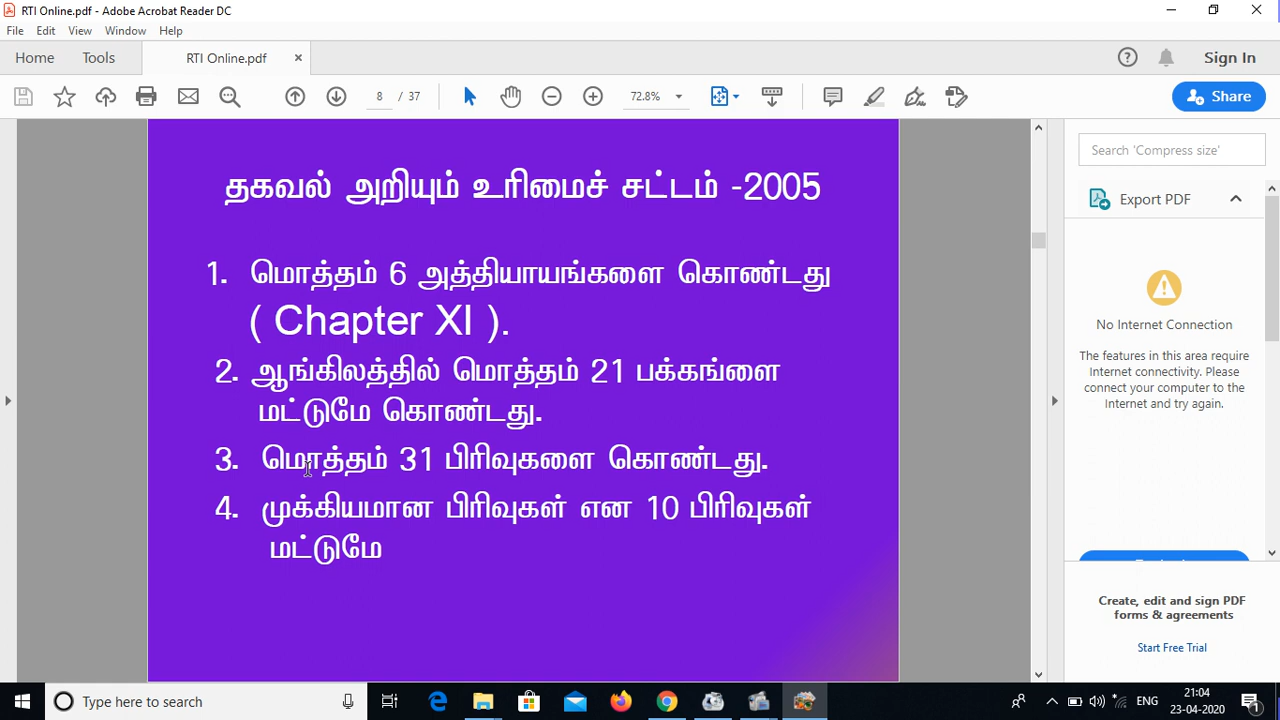 RTI Online.pdf - Adobe Acrobat Reader DC
File Edit View Window Help
Home Tools RTI Online.pdf × Sign In
8 / 37 72.8% Share
தகவல் அறியும் உரிமைச் சட்டம் -2005
1. மொத்தம் 6 அத்தியாயங்களை கொண்டது
( Chapter XI ).
2. ஆங்கிலத்தில் மொத்தம் 21 பக்கங்ளை
மட்டுமே கொண்டது.
3. மொத்தம் 31 பிரிவுகளை கொண்டது.
4. முக்கியமான பிரிவுகள் என 10 பிரிவுகள்
மட்டுமே
Search 'Compress size'
Export PDF
No Internet Connection
The features in this area require
Internet connectivity. Please
connect your computer to the
Internet and try again.
Create, edit and sign PDF
forms & agreements
Start Free Trial
Type here to search
ENG
21:04
23-04-2020
1